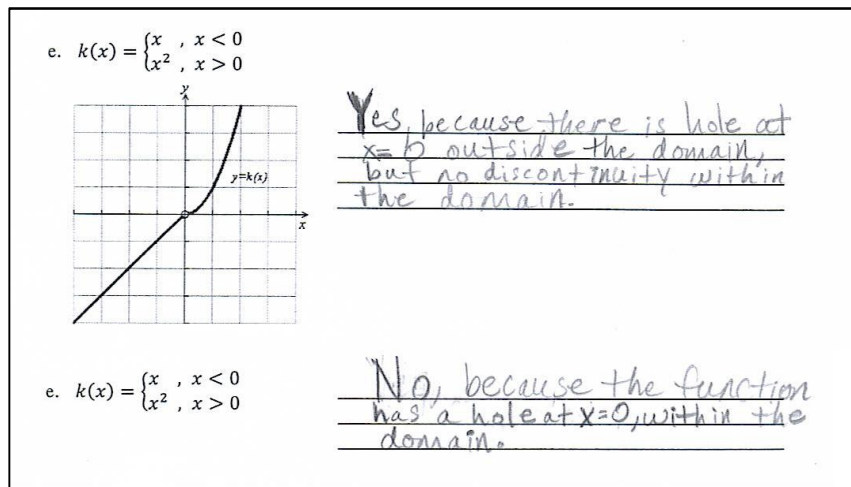 e. k(x) = {x , x < 0
x² , x > 0
y
y=k(x)
x
Yes, because there is hole at
x= 0 outside the domain,
but no discontinuity within
the domain.
e. k(x) = {x , x < 0
x² , x > 0
No, because the function
has a hole at x=0, within the
domain.